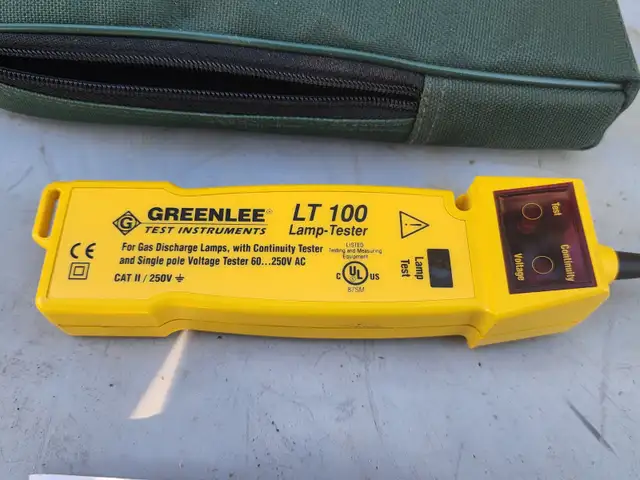 G GREENLEE®
TEST INSTRUMENTS
LT 100
Lamp-Tester
For Gas Discharge Lamps, with Continuity Tester
and Single pole Voltage Tester 60...250V AC
CE
CAT II / 250V
LISTED
Testing and Measuring
Equipment
C UL US
87SM
Lamp
Test
Test
Continuity
Voltage